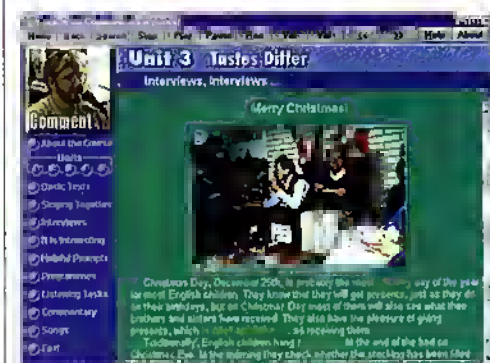 Home Back Search Stop Play Pause Help About
Unit 3 Tastes Differ
Interviews, Interviews ...
Merry Christmas!
Comment
About the Course
Units
Basic Texts
Singing Together
Interviews
It is Interesting
Helpful Prompts
Programmes
Listening Tasks
Commentary
Songs
Text
Christmas Day, December 25th, is probably the most day of the year
for most English children. They know that they will get presents, just as they do
on their birthdays, but on Christmas Day most of them will also see what their
brothers and sisters have received. They also have the pleasure of giving
presents, which is as receiving them
Traditionally, English children hang at the end of the bed on
Christmas Eve. In the morning they check whether the stocking has been filled